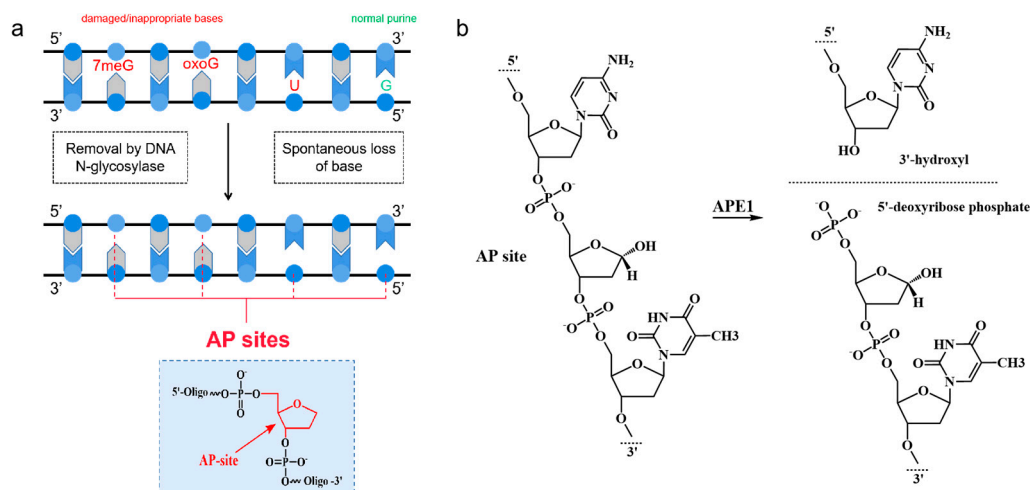 a
damaged/inappropriate bases
normal purine
5' 3'
7meG oxoG U G
3' 5'
Removal by DNA
N-glycosylase
Spontaneous loss
of base
5' 3'
3' 5'
AP sites
5'-Oligo O P O⁻ O O
O
AP-site
O
O=P-O⁻
O Oligo -3'
b
5'
O
NH₂
N
N
O
O
O
O P O⁻
O
AP site
O
OH
H
O
⁻O P O
O
NH
O
O
N
CH3
O
O
3'
APE1
5'
O
NH₂
N
N
O
O
HO
3'-hydroxyl
5'-deoxyribose phosphate
⁻O O⁻
P
O O
O
OH
H
O
P O
⁻O
O
NH
O
O
N
CH3
O
O
3'